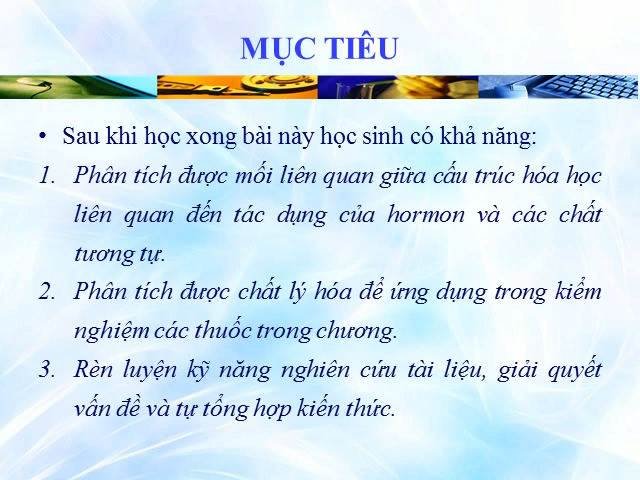 MỤC TIÊU
• Sau khi học xong bài này học sinh có khả năng:
1. Phân tích được mối liên quan giữa cấu trúc hóa học
liên quan đến tác dụng của hormon và các chất
tương tự.
2. Phân tích được chất lý hóa để ứng dụng trong kiểm
nghiệm các thuốc trong chương.
3. Rèn luyện kỹ năng nghiên cứu tài liệu, giải quyết
vấn đề và tự tổng hợp kiến thức.